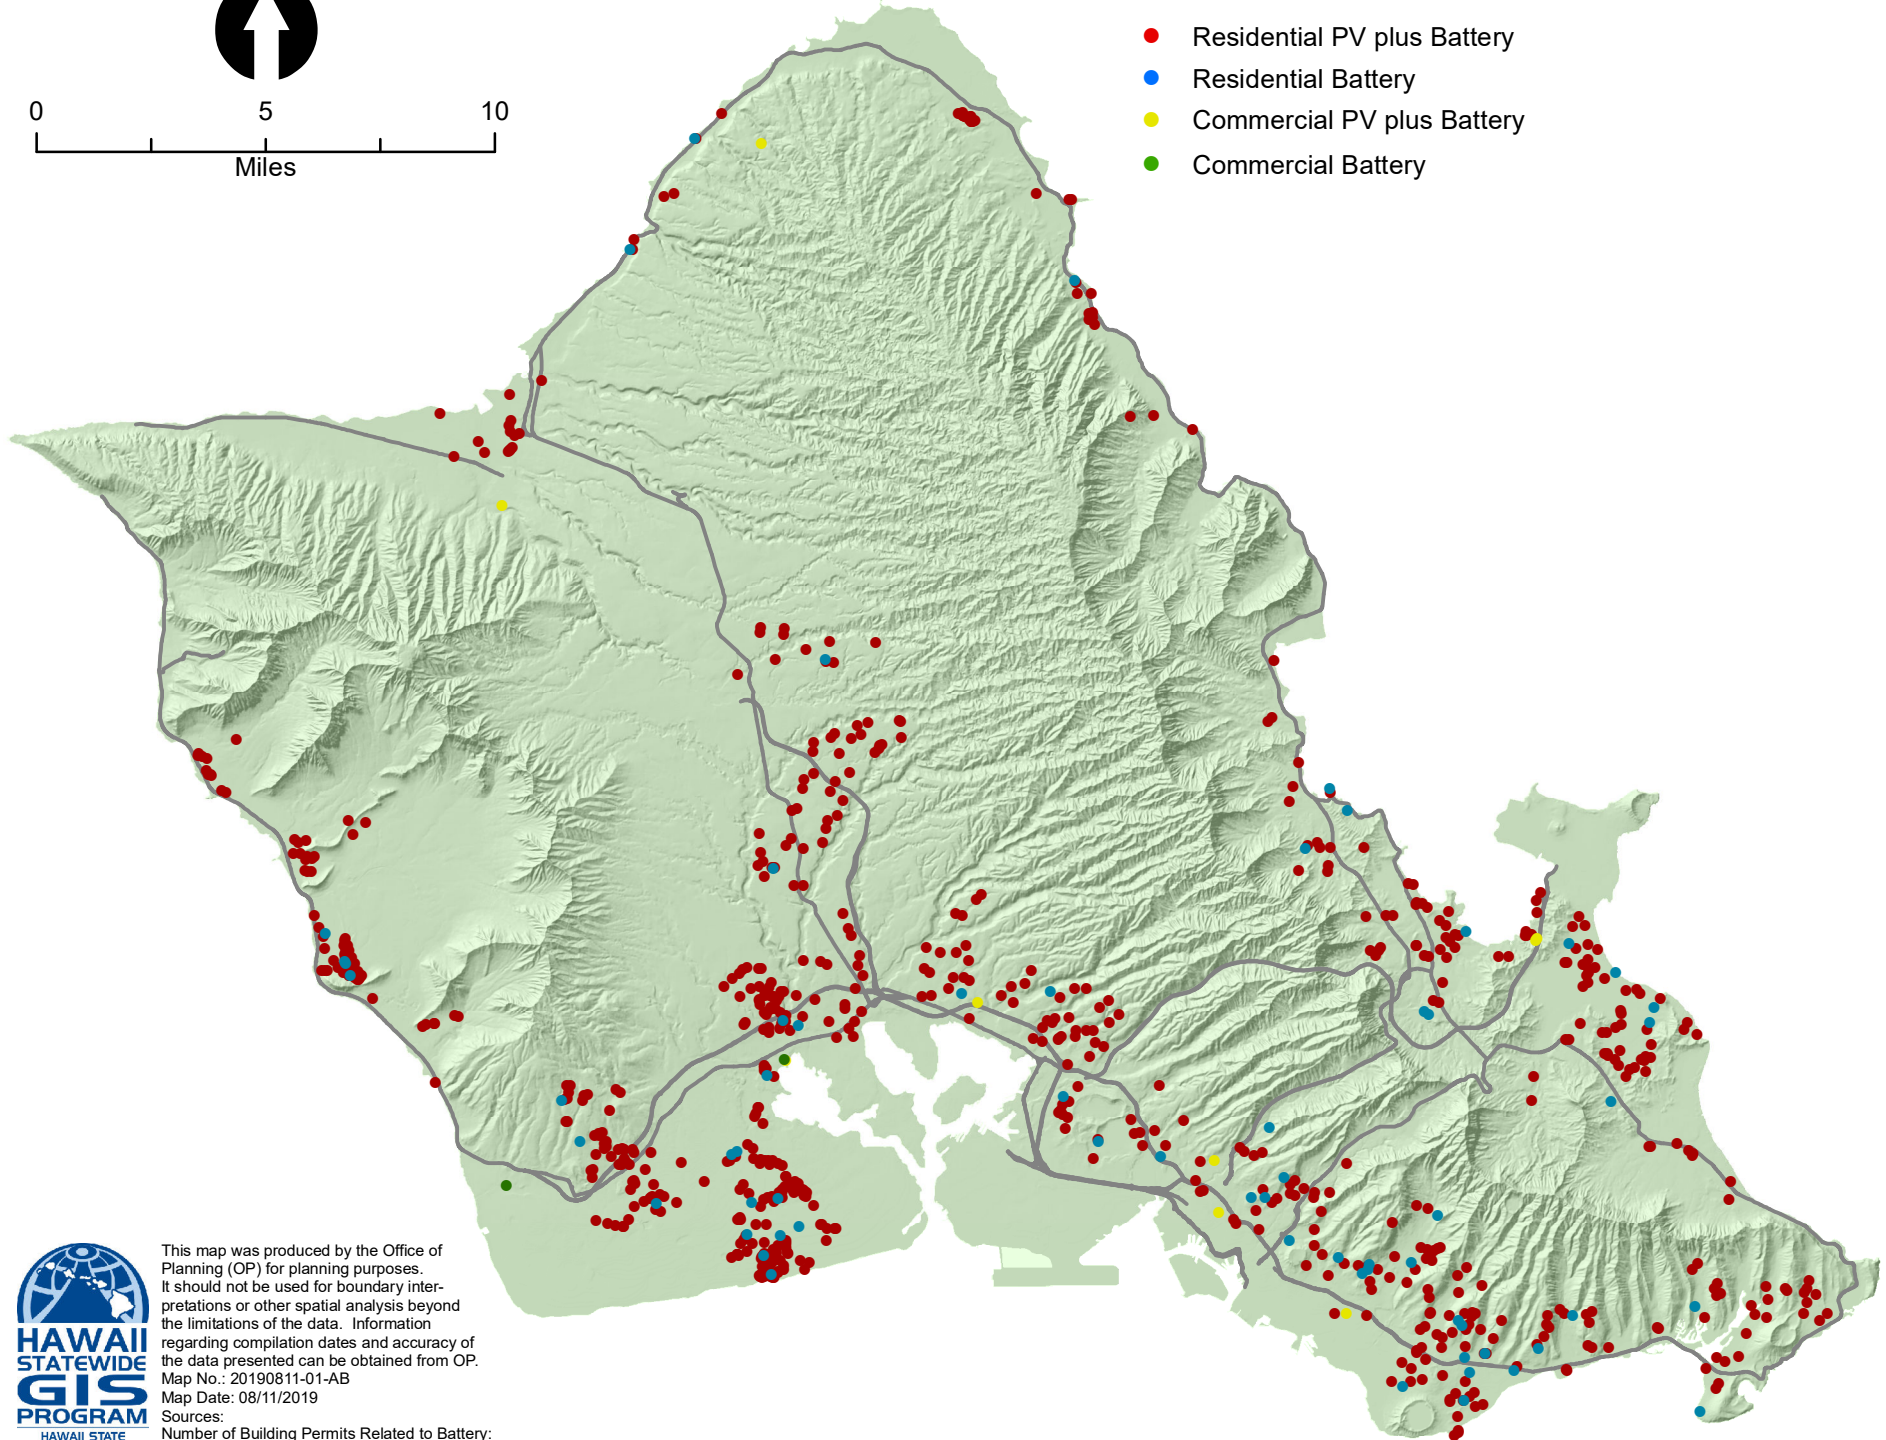 0 5 10
Miles
Residential PV plus Battery
Residential Battery
Commercial PV plus Battery
Commercial Battery
HAWAII
STATEWIDE
GIS
PROGRAM
HAWAII STATE
This map was produced by the Office of
Planning (OP) for planning purposes.
It should not be used for boundary inter-
pretations or other spatial analysis beyond
the limitations of the data. Information
regarding compilation dates and accuracy of
the data presented can be obtained from OP.
Map No.: 20190811-01-AB
Map Date: 08/11/2019
Sources:
Number of Building Permits Related to Battery: